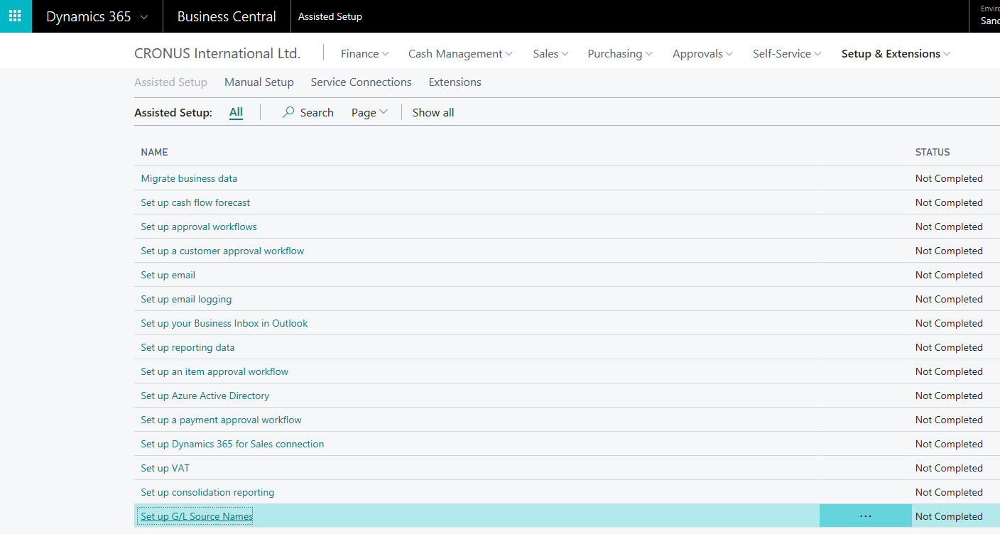 Dynamics 365 Business Central Assisted Setup
CRONUS International Ltd. Finance Cash Management Sales Purchasing Approvals Self-Service Setup & Extensions
Assisted Setup Manual Setup Service Connections Extensions
Assisted Setup: All Search Page Show all
NAME STATUS
Migrate business data Not Completed
Set up cash flow forecast Not Completed
Set up approval workflows Not Completed
Set up a customer approval workflow Not Completed
Set up email Not Completed
Set up email logging Not Completed
Set up your Business Inbox in Outlook Not Completed
Set up reporting data Not Completed
Set up an item approval workflow Not Completed
Set up Azure Active Directory Not Completed
Set up a payment approval workflow Not Completed
Set up Dynamics 365 for Sales connection Not Completed
Set up VAT Not Completed
Set up consolidation reporting Not Completed
Set up G/L Source Names ... Not Completed